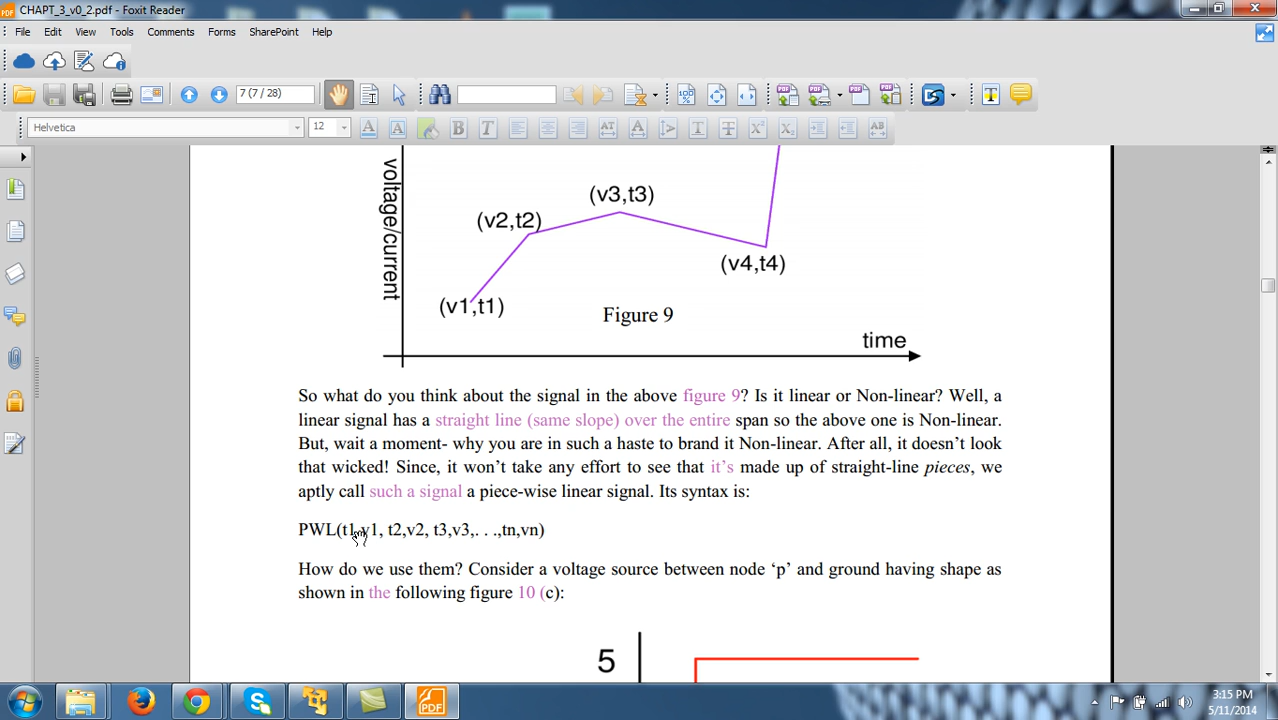 CHAPT_3_v0_2.pdf - Foxit Reader
File Edit View Tools Comments Forms SharePoint Help
7 (7 / 28)
Helvetica 12
voltage/current
(v3,t3)
(v2,t2)
(v4,t4)
(v1,t1)
Figure 9
time
So what do you think about the signal in the above figure 9? Is it linear or Non-linear? Well, a
linear signal has a straight line (same slope) over the entire span so the above one is Non-linear.
But, wait a moment- why you are in such a haste to brand it Non-linear. After all, it doesn't look
that wicked! Since, it won't take any effort to see that it's made up of straight-line pieces, we
aptly call such a signal a piece-wise linear signal. Its syntax is:
PWL(t1,v1, t2,v2, t3,v3,. . .,tn,vn)
How do we use them? Consider a voltage source between node 'p' and ground having shape as
shown in the following figure 10 (c):
5
3:15 PM
5/11/2014